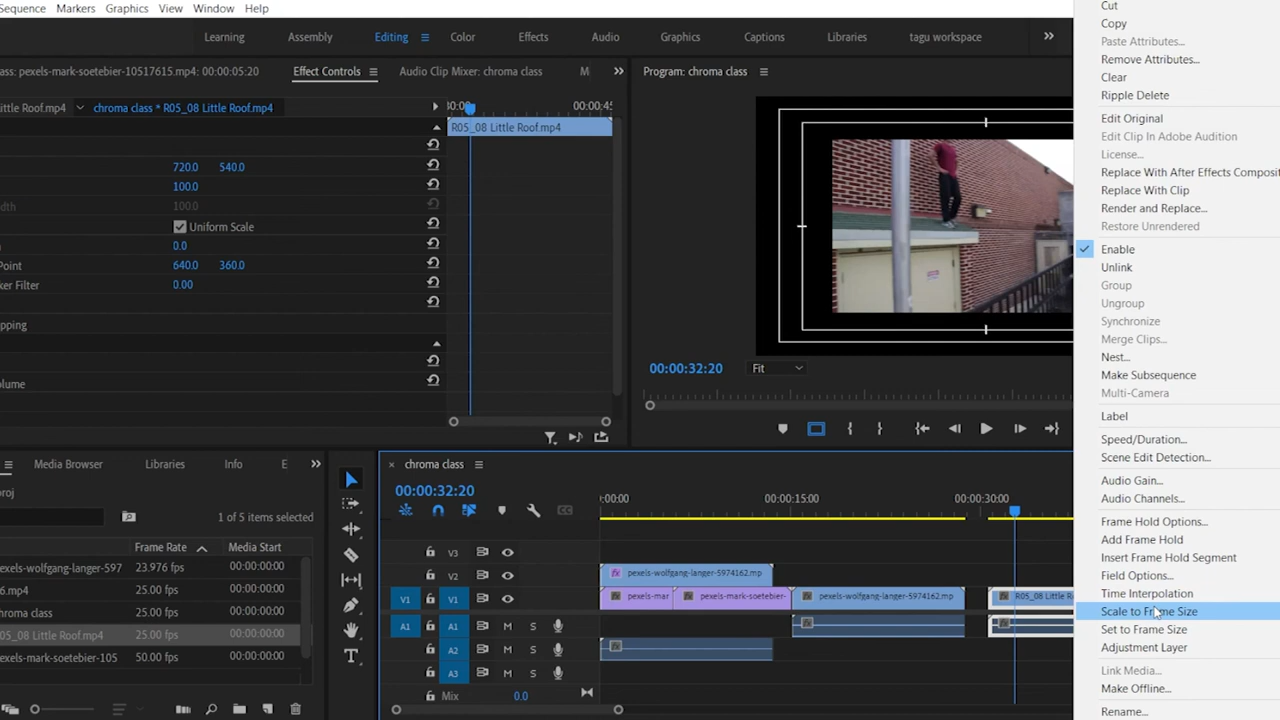 Sequence Markers Graphics View Window Help
Learning Assembly Editing Color Effects Audio Graphics Captions Libraries tagu workspace
ass: pexels-mark-soetebier-10517615.mp4: 00:00:05:20 Effect Controls Audio Clip Mixer: chroma class M
Program: chroma class
Little Roof.mp4 chroma class * R05_08 Little Roof.mp4
:00:00 00:00:45
R05_08 Little Roof.mp4
720.0 540.0
100.0
width 100.0
Uniform Scale
0.0
Point 640.0 360.0
ker Filter 0.00
pping
olume
00:00:32:20 Fit
Media Browser Libraries Info E
roj
1 of 5 items selected
Frame Rate Media Start
exels-wolfgang-langer-597 23.976 fps 00:00:00:00
6.mp4 25.00 fps 00:00:00:00
roma class 25.00 fps 00:00:00:00
05_08 Little Roof.mp4 25.00 fps 00:00:00:00
exels-mark-soetebier-105 50.00 fps 00:00:00:00
chroma class
00:00:32:20
:00:00 00:00:15:00 00:00:30:00
V3
V2 pexels-wolfgang-langer-5974162.mp
V1 V1 pexels-mar pexels-mark-soetebier- pexels-wolfgang-langer-5974162.mp4 R05_08 Little R
A1 A1 M S
A2 M S
A3 M S
Mix 0.0
Cut
Copy
Paste Attributes...
Remove Attributes...
Clear
Ripple Delete
Edit Original
Edit Clip In Adobe Audition
License...
Replace With After Effects Composit
Replace With Clip
Render and Replace...
Restore Unrendered
Enable
Unlink
Group
Ungroup
Synchronize
Merge Clips...
Nest...
Make Subsequence
Multi-Camera
Label
Speed/Duration...
Scene Edit Detection...
Audio Gain...
Audio Channels...
Frame Hold Options...
Add Frame Hold
Insert Frame Hold Segment
Field Options...
Time Interpolation
Scale to Frame Size
Set to Frame Size
Adjustment Layer
Link Media...
Make Offline...
Rename...